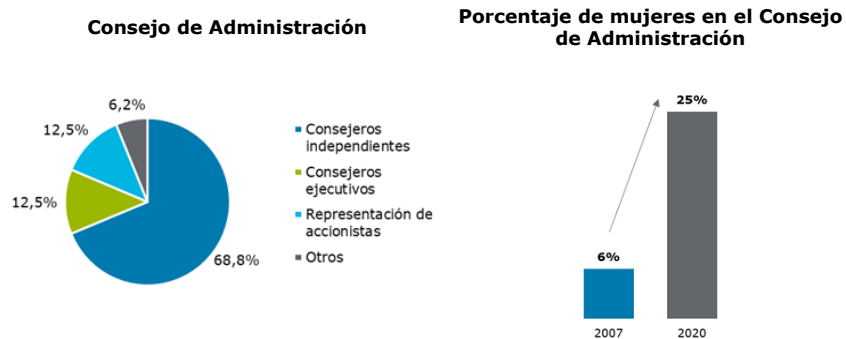 Consejo de Administración
6,2%
12,5%
12,5%
68,8%
Consejeros
independientes
Consejeros
ejecutivos
Representación de
accionistas
Otros
Porcentaje de mujeres en el Consejo
de Administración
25%
6%
2007
2020